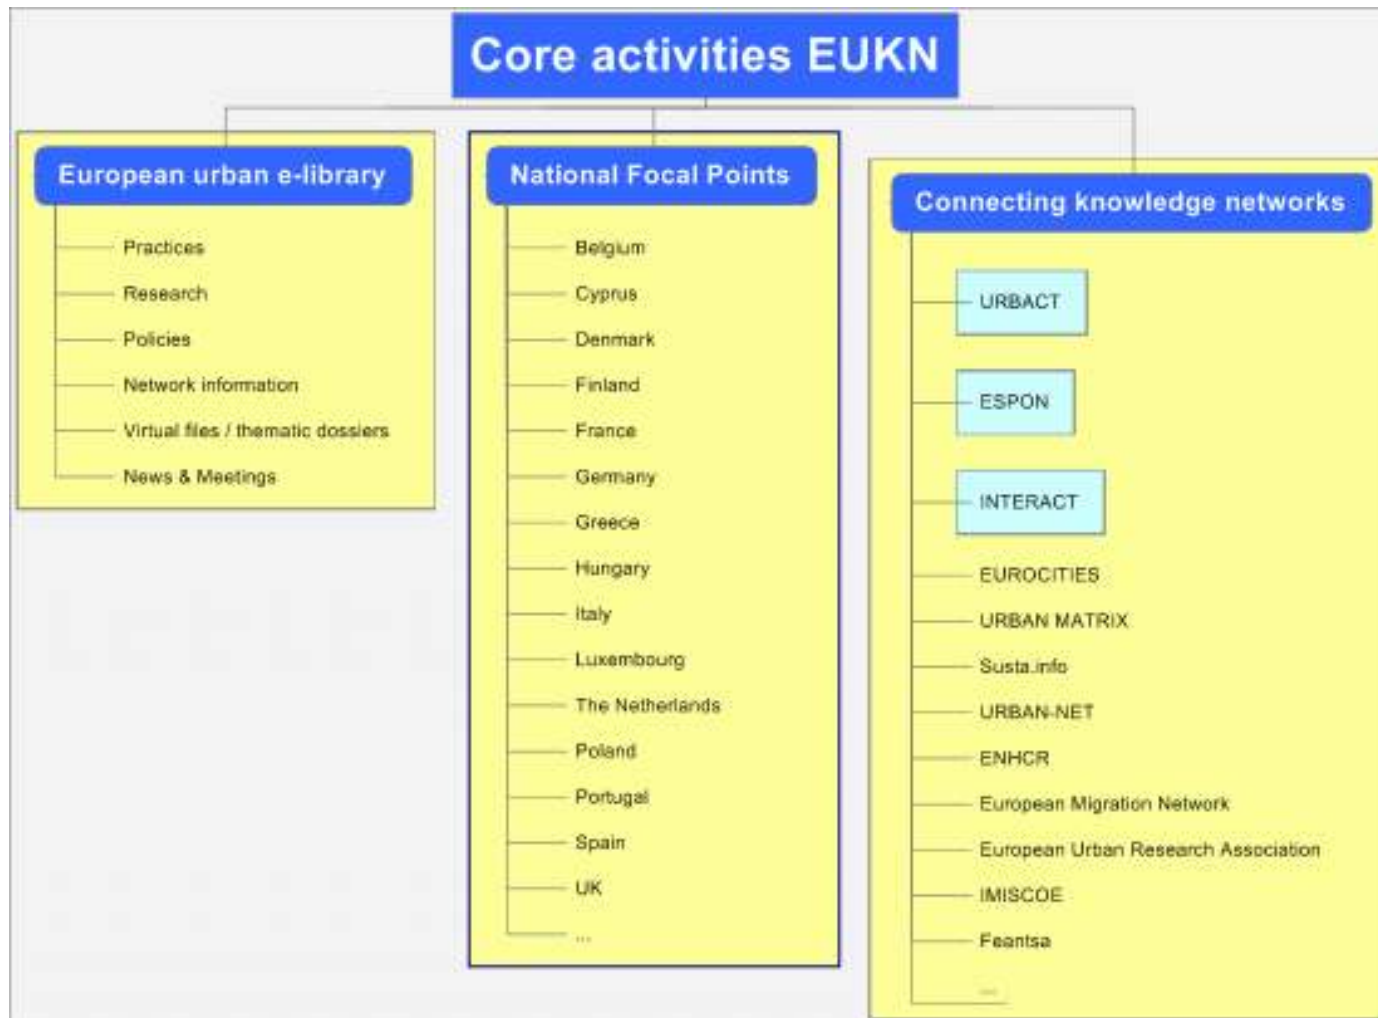 Core activities EUKN
European urban e-library
Practices
Research
Policies
Network information
Virtual files / thematic dossiers
News & Meetings
National Focal Points
Belgium
Cyprus
Denmark
Finland
France
Germany
Greece
Hungary
Italy
Luxembourg
The Netherlands
Poland
Portugal
Spain
UK
...
Connecting knowledge networks
URBACT
ESPON
INTERACT
EUROCITIES
URBAN MATRIX
Susta.info
URBAN-NET
ENHCR
European Migration Network
European Urban Research Association
IMISCOE
Feantsa
...